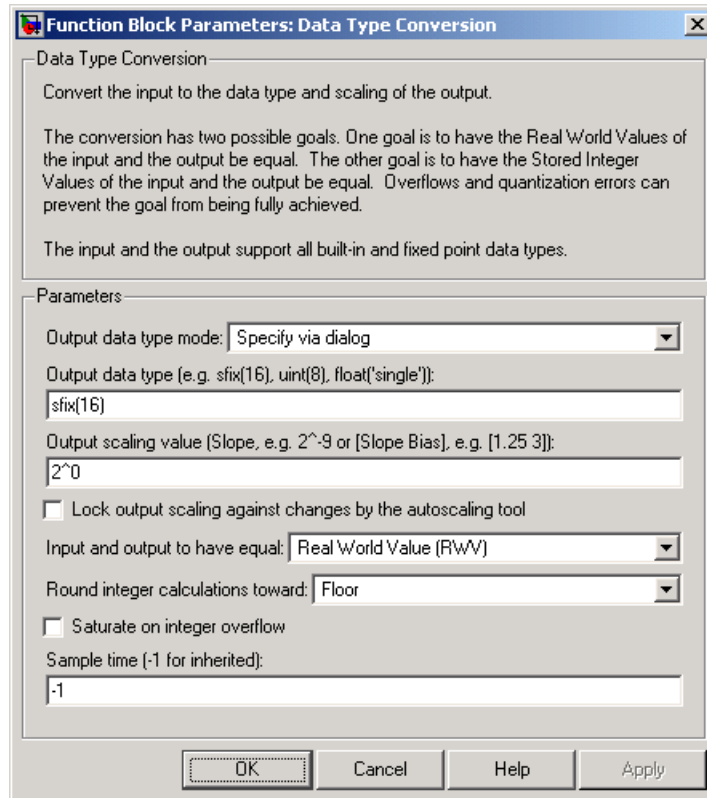 Function Block Parameters: Data Type Conversion
Data Type Conversion
Convert the input to the data type and scaling of the output.
The conversion has two possible goals. One goal is to have the Real World Values of
the input and the output be equal.  The other goal is to have the Stored Integer
Values of the input and the output be equal.  Overflows and quantization errors can
prevent the goal from being fully achieved.
The input and the output support all built-in and fixed point data types.
Parameters
Output data type mode: Specify via dialog
Output data type (e.g. sfix(16), uint(8), float('single')):
sfix(16)
Output scaling value (Slope, e.g. 2^-9 or [Slope Bias], e.g. [1.25 3]):
2^0
Lock output scaling against changes by the autoscaling tool
Input and output to have equal: Real World Value (RWV)
Round integer calculations toward: Floor
Saturate on integer overflow
Sample time (-1 for inherited):
-1
OK Cancel Help Apply